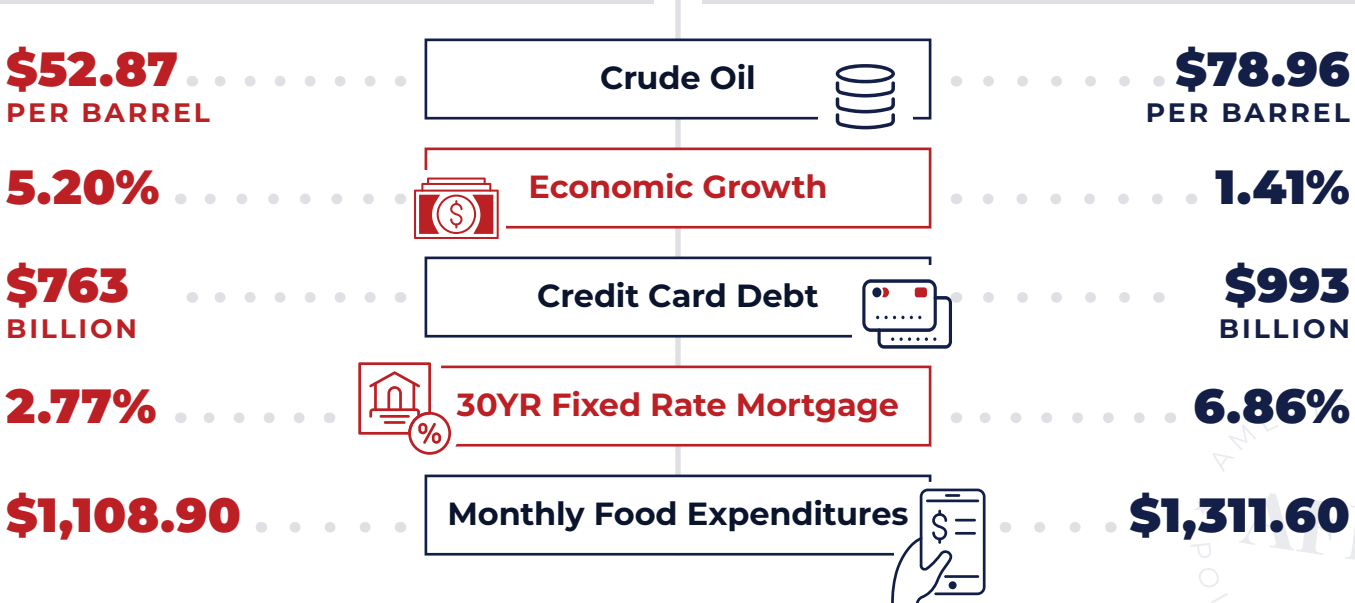 $52.87
PER BARREL
Crude Oil
$78.96
PER BARREL
5.20%
$
Economic Growth
1.41%
$763
BILLION
Credit Card Debt
$993
BILLION
2.77%
%
30YR Fixed Rate Mortgage
6.86%
$1,108.90
Monthly Food Expenditures
$
$1,311.60